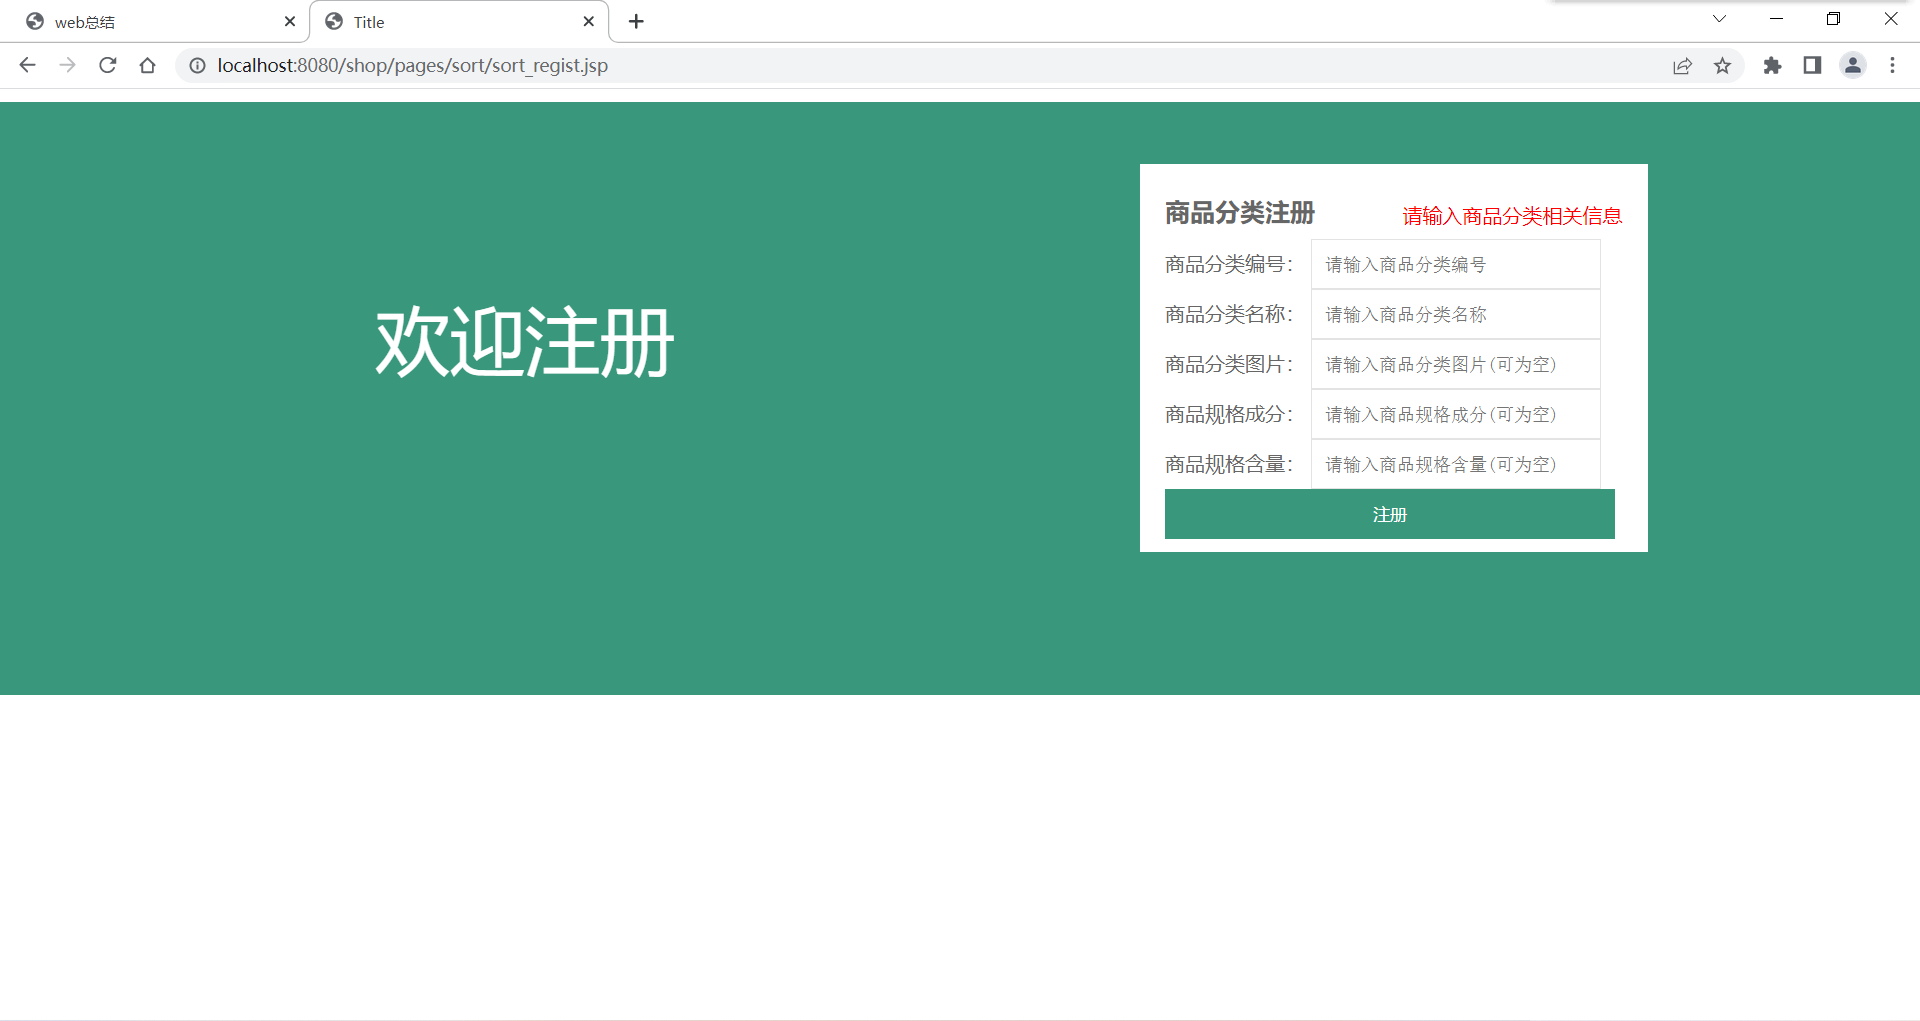 web总结
Title
localhost:8080/shop/pages/sort/sort_regist.jsp
欢迎注册
商品分类注册 请输入商品分类相关信息
商品分类编号： 请输入商品分类编号
商品分类名称： 请输入商品分类名称
商品分类图片： 请输入商品分类图片(可为空)
商品规格成分： 请输入商品规格成分(可为空)
商品规格含量： 请输入商品规格含量(可为空)
注册